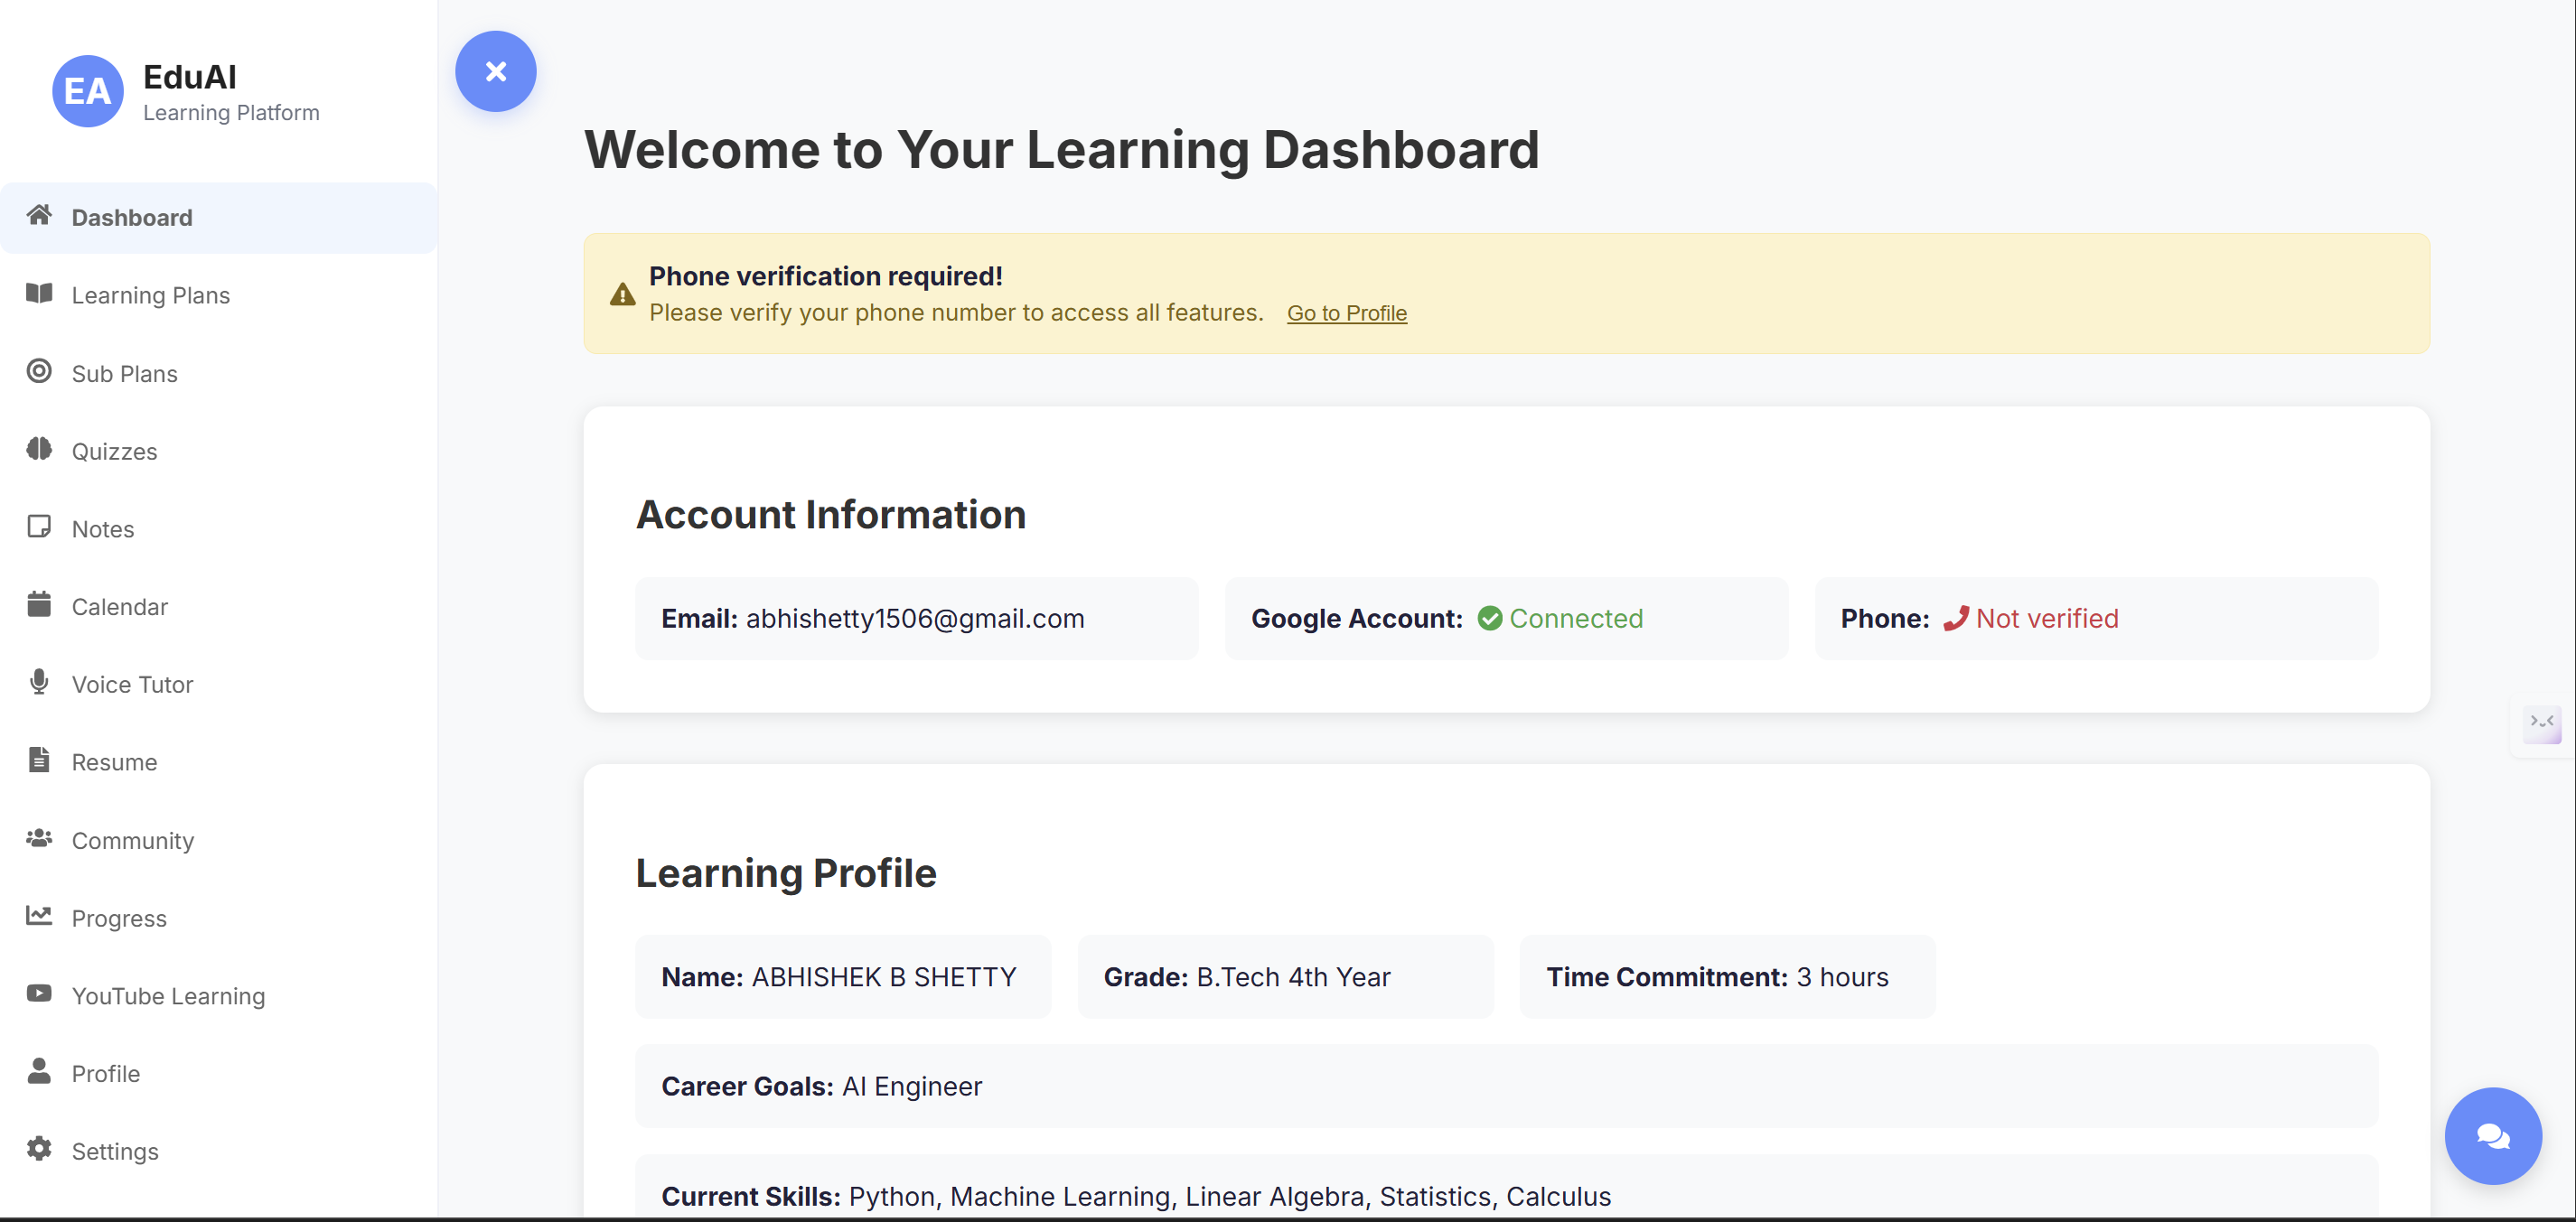 EA
EduAI
Learning Platform
Dashboard
Learning Plans
Sub Plans
Quizzes
Notes
Calendar
Voice Tutor
Resume
Community
Progress
YouTube Learning
Profile
Settings
Welcome to Your Learning Dashboard
Phone verification required!
Please verify your phone number to access all features. Go to Profile
Account Information
Email: abhishetty1506@gmail.com
Google Account: Connected
Phone: Not verified
Learning Profile
Name: ABHISHEK B SHETTY
Grade: B.Tech 4th Year
Time Commitment: 3 hours
Career Goals: AI Engineer
Current Skills: Python, Machine Learning, Linear Algebra, Statistics, Calculus